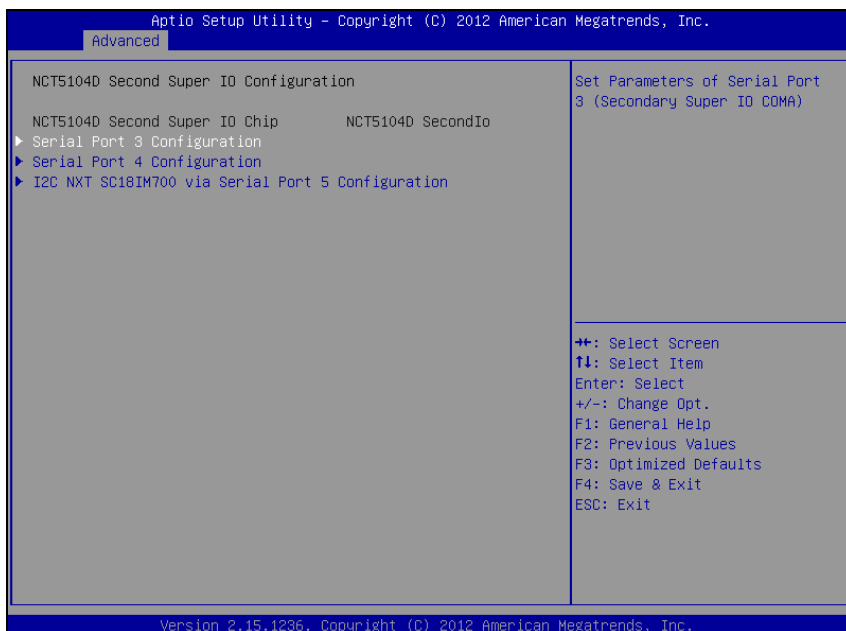 Aptio Setup Utility – Copyright (C) 2012 American Megatrends, Inc.
Advanced
NCT5104D Second Super IO Configuration
NCT5104D Second Super IO Chip NCT5104D SecondIo
Serial Port 3 Configuration
Serial Port 4 Configuration
I2C NXT SC18IM700 via Serial Port 5 Configuration
Set Parameters of Serial Port
3 (Secondary Super IO COMA)
→←: Select Screen
↑↓: Select Item
Enter: Select
+/-: Change Opt.
F1: General Help
F2: Previous Values
F3: Optimized Defaults
F4: Save & Exit
ESC: Exit
Version 2.15.1236. Copyright (C) 2012 American Megatrends, Inc.